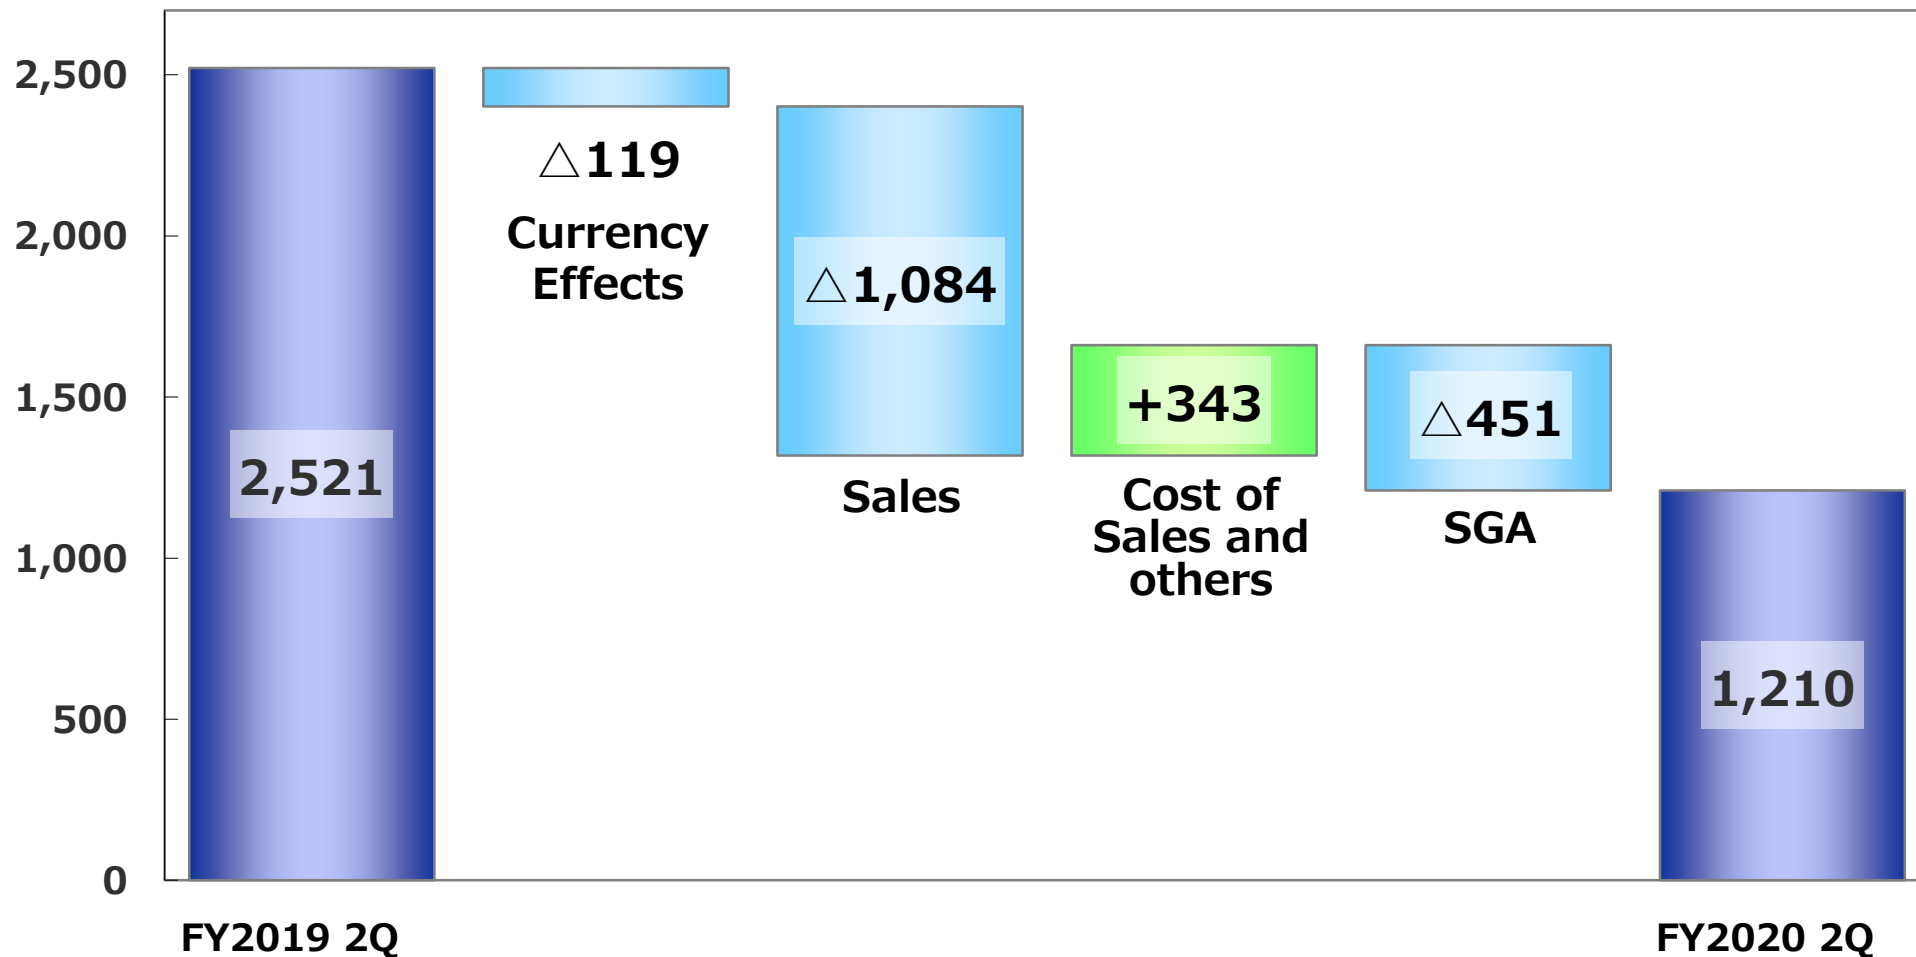 2,500
2,000
1,500
1,000
500
0
2,521
△119
Currency
Effects
△1,084
Sales
+343
Cost of
Sales and
others
△451
SGA
1,210
FY2019 2Q
FY2020 2Q